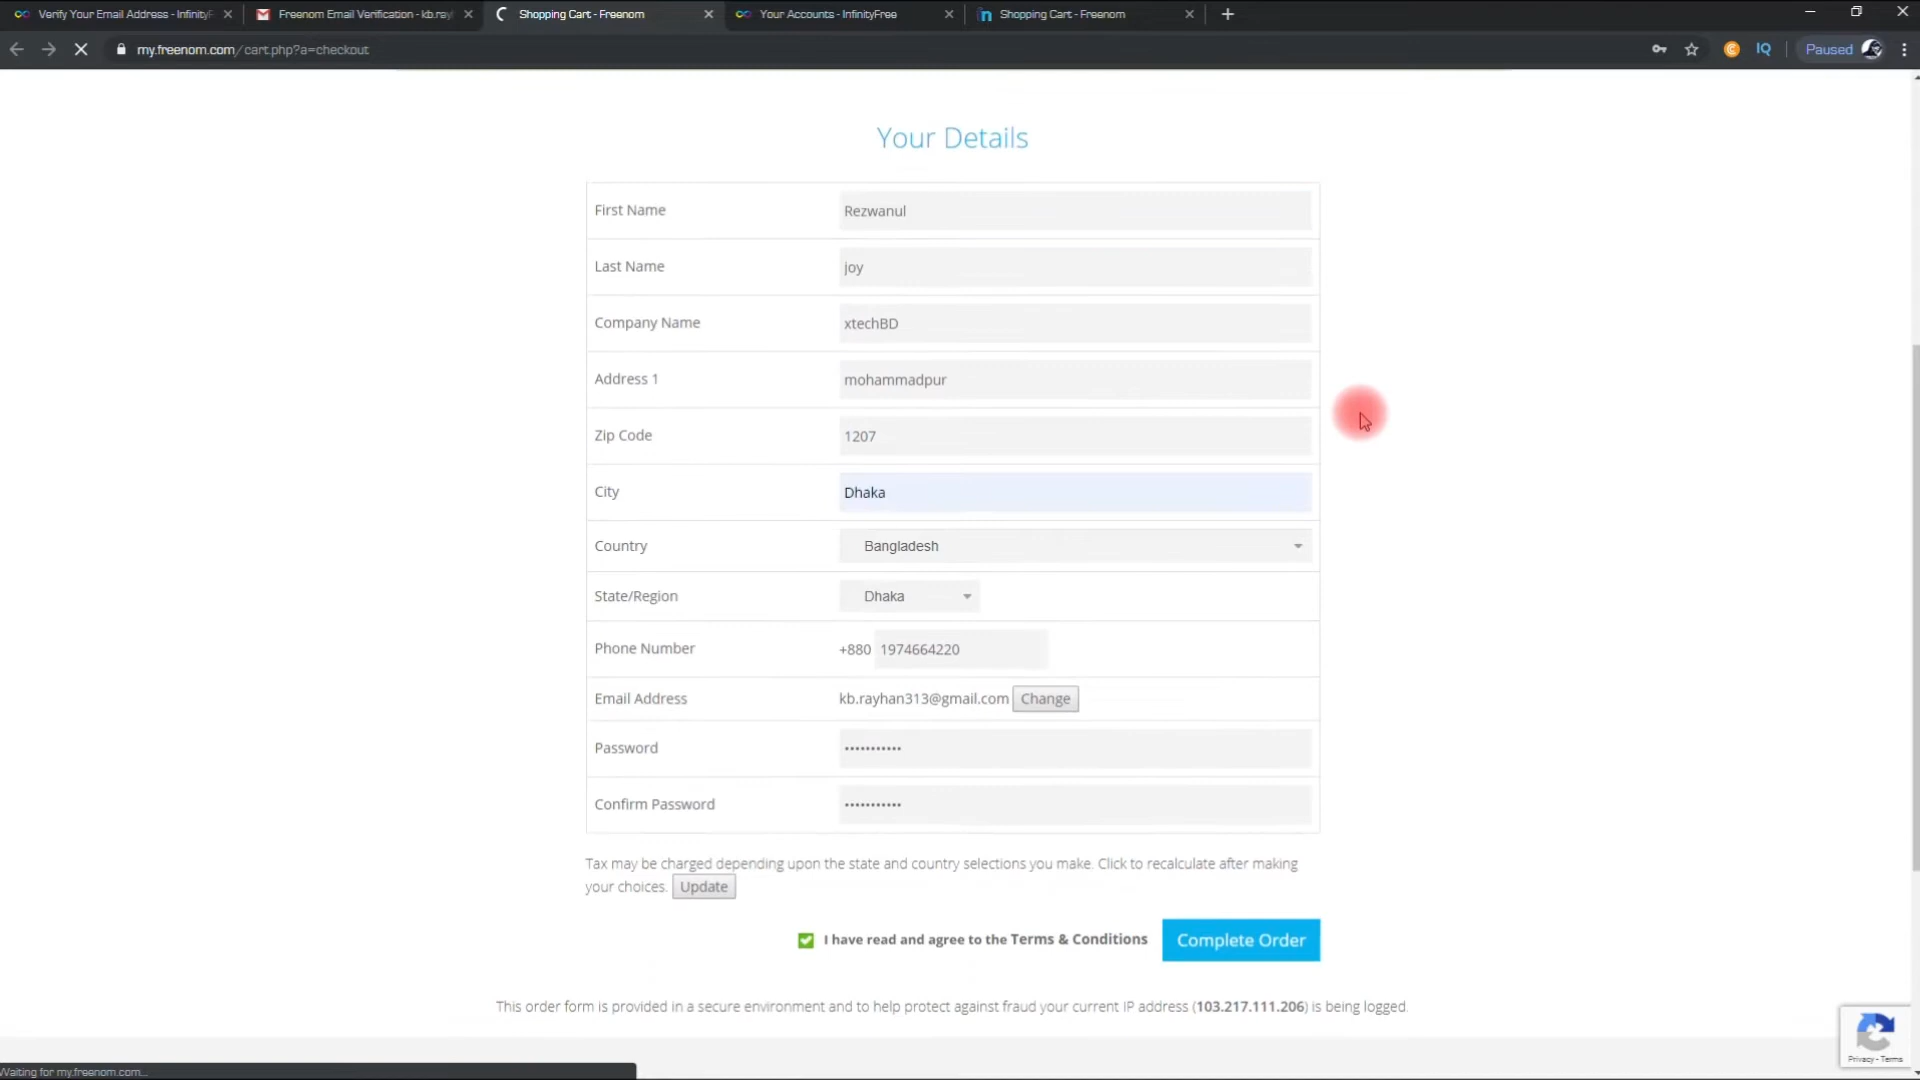 Verify Your Email Address - InfinityF
Freenom Email Verification - kb.ray
Shopping Cart - Freenom
Your Accounts - InfinityFree
Shopping Cart - Freenom
my.freenom.com/cart.php?a=checkout
IQ
Paused
Your Details
First Name Rezwanul
Last Name joy
Company Name xtechBD
Address 1 mohammadpur
Zip Code 1207
City Dhaka
Country Bangladesh
State/Region Dhaka
Phone Number +880 1974664220
Email Address kb.rayhan313@gmail.com Change
Password •••••••••••
Confirm Password •••••••••••
Tax may be charged depending upon the state and country selections you make. Click to recalculate after making
your choices. Update
I have read and agree to the Terms & Conditions Complete Order
This order form is provided in a secure environment and to help protect against fraud your current IP address (103.217.111.206) is being logged.
Privacy - Terms
Waiting for my.freenom.com...